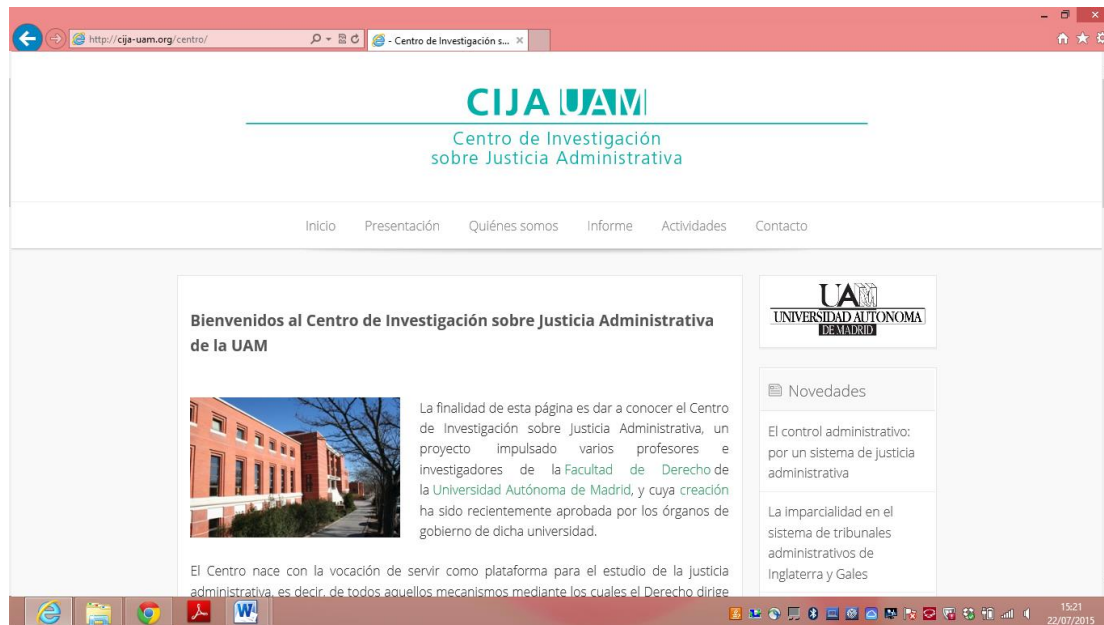 http://cija-uam.org/centro/
- Centro de Investigación s...
CIJA UAM
Centro de Investigación
sobre Justicia Administrativa
Inicio Presentación Quiénes somos Informe Actividades Contacto
Bienvenidos al Centro de Investigación sobre Justicia Administrativa
de la UAM
La finalidad de esta página es dar a conocer el Centro
de Investigación sobre Justicia Administrativa, un
proyecto impulsado varios profesores e
investigadores de la Facultad de Derecho de
la Universidad Autónoma de Madrid, y cuya creación
ha sido recientemente aprobada por los órganos de
gobierno de dicha universidad.
El Centro nace con la vocación de servir como plataforma para el estudio de la justicia
administrativa, es decir, de todos aquellos mecanismos mediante los cuales el Derecho dirige
UAM
UNIVERSIDAD AUTONOMA
DE MADRID
Novedades
El control administrativo:
por un sistema de justicia
administrativa
La imparcialidad en el
sistema de tribunales
administrativos de
Inglaterra y Gales
15:21
22/07/2015